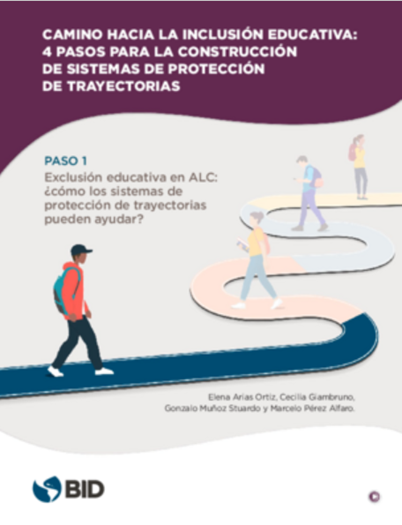 CAMINO HACIA LA INCLUSIÓN EDUCATIVA:
4 PASOS PARA LA CONSTRUCCIÓN
DE SISTEMAS DE PROTECCIÓN
DE TRAYECTORIAS
PASO 1
Exclusión educativa en ALC:
¿cómo los sistemas de
protección de trayectorias
pueden ayudar?
Elena Arias Ortiz, Cecilia Giambruno,
Gonzalo Muñoz Stuardo y Marcelo Pérez Alfaro.
BID